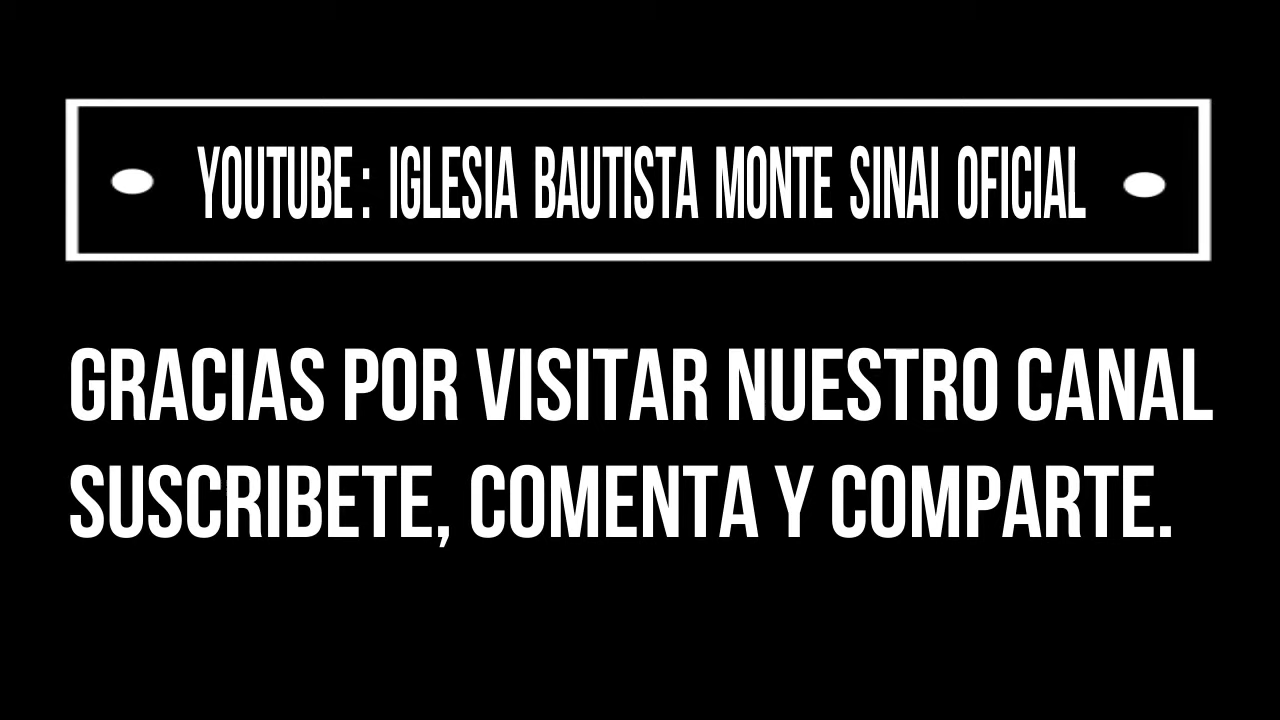 YOUTUBE: IGLESIA BAUTISTA MONTE SINAI OFICIAL
GRACIAS POR VISITAR NUESTRO CANAL
SUSCRIBETE, COMENTA Y COMPARTE.